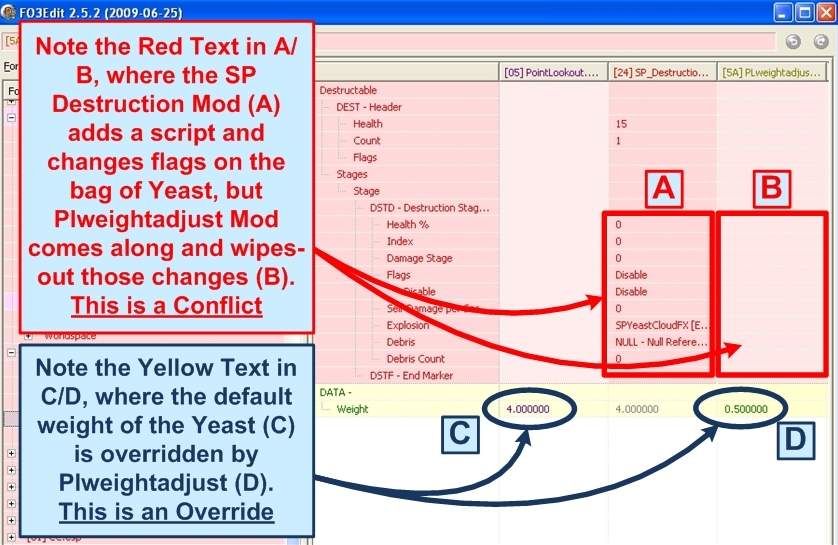 FO3Edit 2.5.2 (2009-06-25)
Note the Red Text in A/
B, where the SP
Destruction Mod (A)
adds a script and
changes flags on the
bag of Yeast, but
Plweightadjust Mod
comes along and wipes-
out those changes (B).
This is a Conflict
Note the Yellow Text in
C/D, where the default
weight of the Yeast (C)
is overridden by
Plweightadjust (D).
This is an Override
[05] PointLookout.... [24] SP_Destructio... [5A] PLweightadjus...
Destructable
DEST - Header
Health 15
Count 1
Flags
Stages
Stage
A
B
DSTD - Destruction Stag...
Health % 0
Index 0
Damage Stage 0
Flags Disable
Disable Disable
0
Explosion SPYeastCloudFX [E...
Debris NULL - Null Refere...
Debris Count 0
DSTF - End Marker
DATA -
Weight 4.000000 4.000000 0.500000
C
D
Worldspace